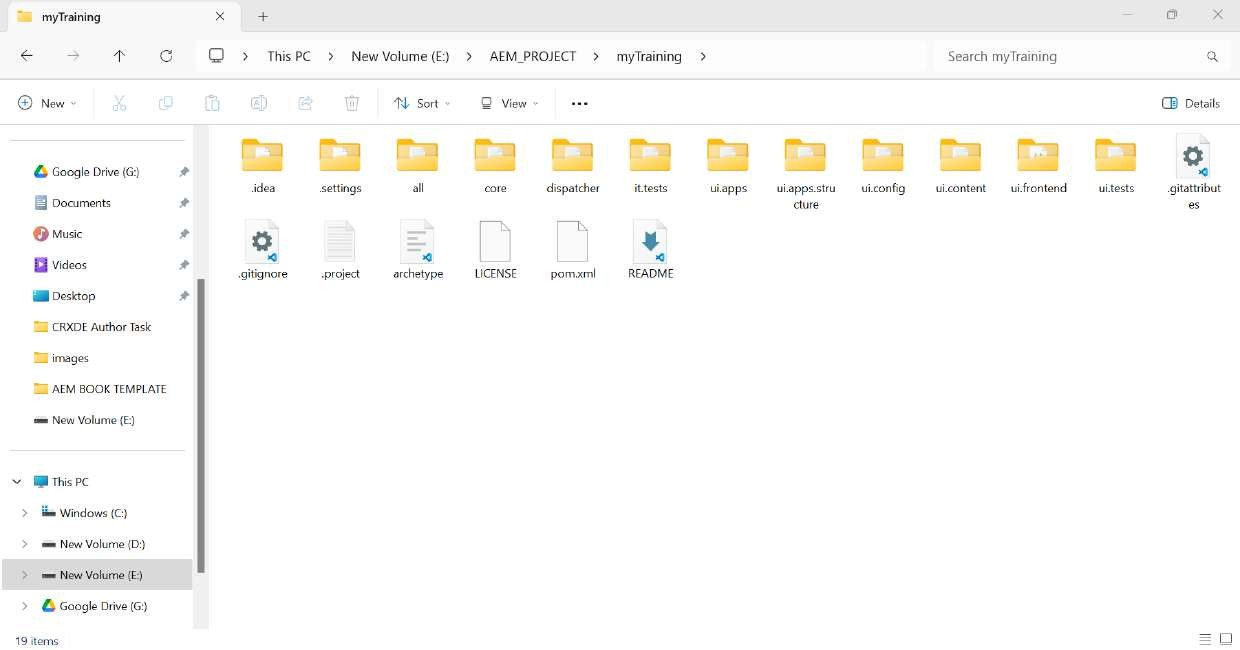 myTraining
This PC > New Volume (E:) > AEM_PROJECT > myTraining >
Search myTraining
New
Sort
View
Details
Google Drive (G:)
Documents
Music
Videos
Desktop
CRXDE Author Task
images
AEM BOOK TEMPLATE
New Volume (E:)
This PC
Windows (C:)
New Volume (D:)
New Volume (E:)
Google Drive (G:)
.idea
.settings
all
core
dispatcher
it.tests
ui.apps
ui.apps.stru
cture
ui.config
ui.content
ui.frontend
ui.tests
.gitattribut
es
.gitignore
.project
archetype
LICENSE
pom.xml
README
19 items